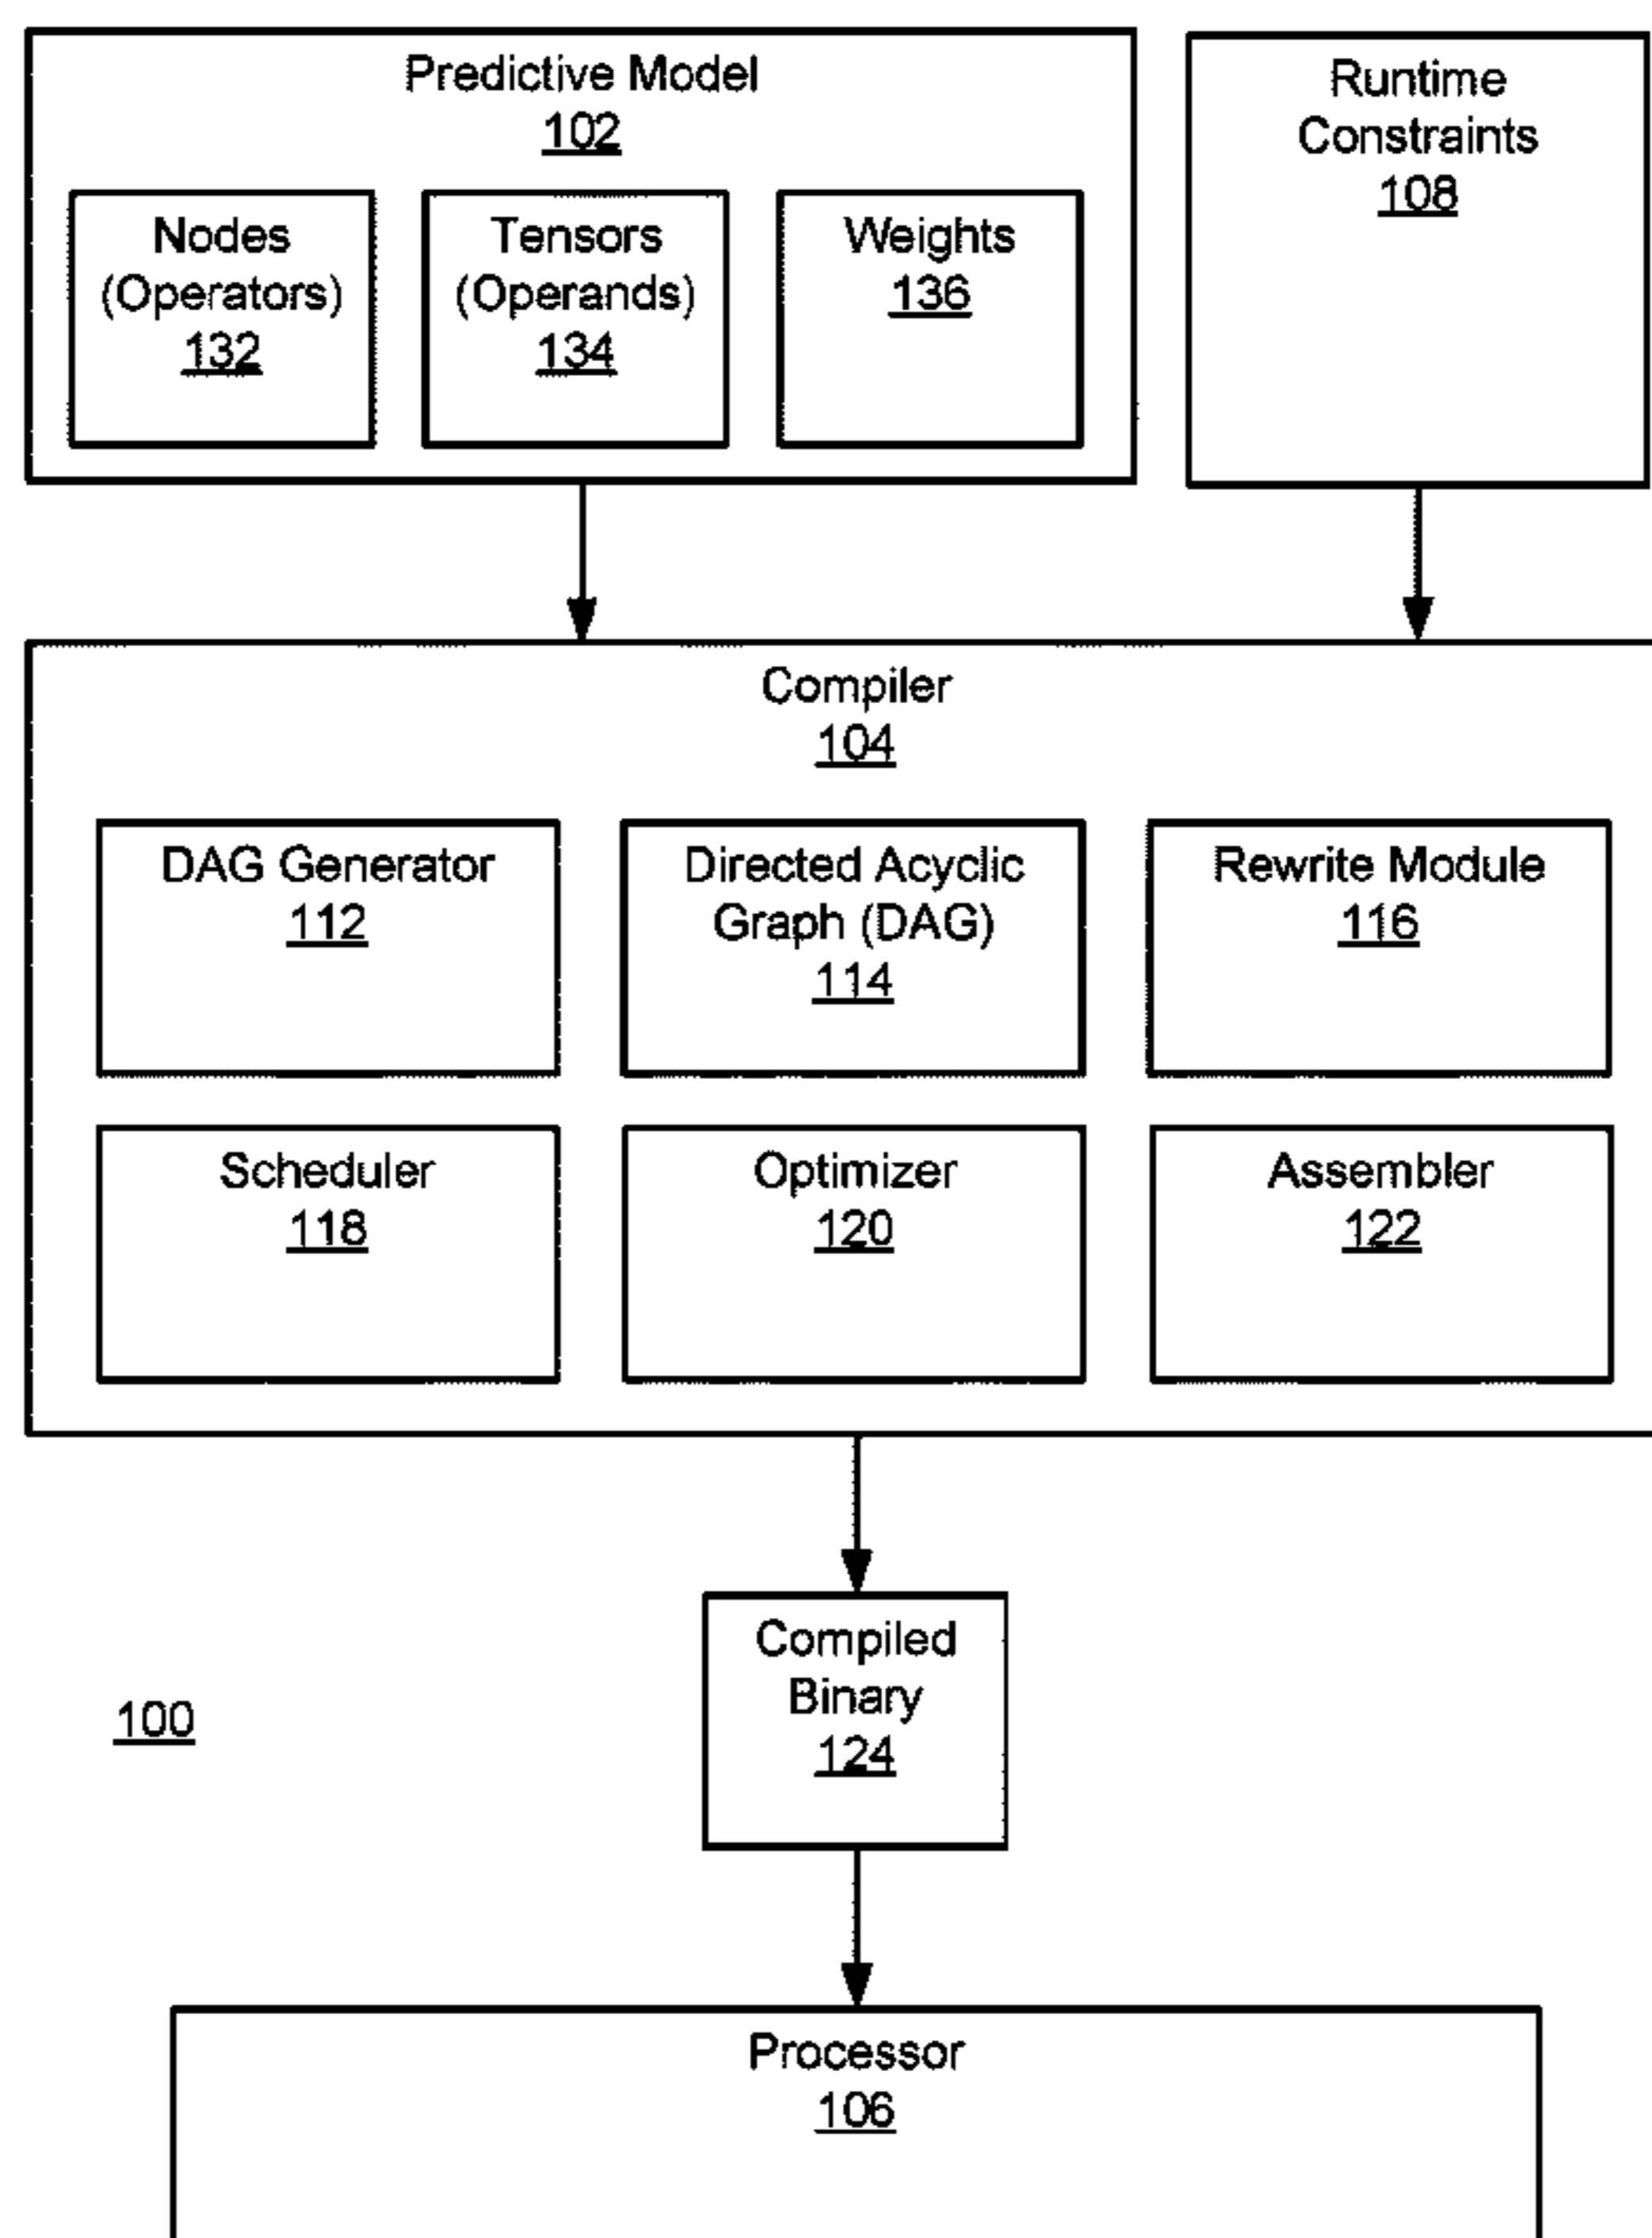 Predictive Model
102
Nodes
(Operators)
132
Tensors
(Operands)
134
Weights
136
Runtime
Constraints
108
Compiler
104
DAG Generator
112
Directed Acyclic
Graph (DAG)
114
Rewrite Module
116
Scheduler
118
Optimizer
120
Assembler
122
Compiled
Binary
124
100
Processor
106